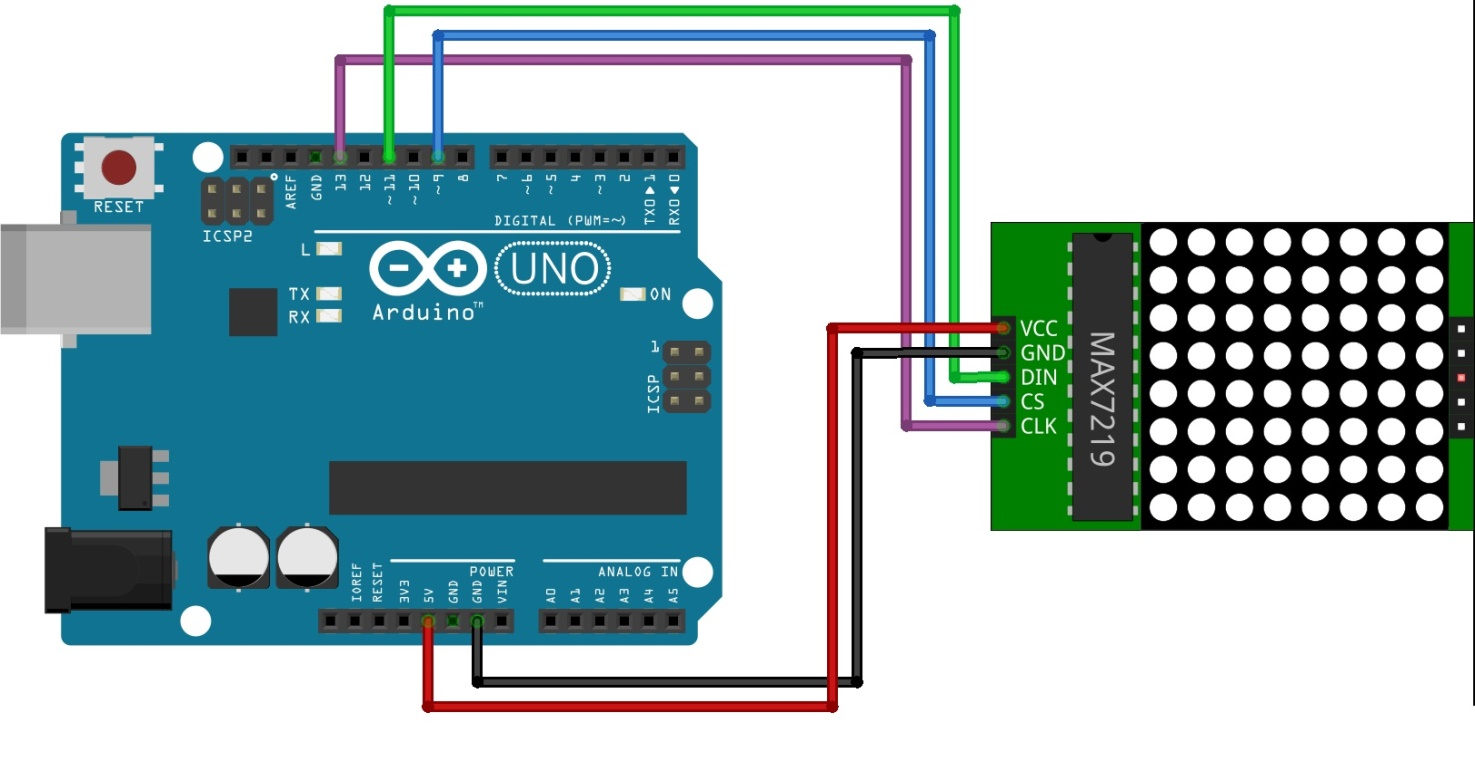 RESET
ICSP2
AREF
GND
13
12
~11
~10
~9
8
7
~6
~5
4
~3
2
TX0▶1
RX0◀0
DIGITAL (PWM=~)
L
TX
RX
UNO
Arduino™
ON
1
ICSP
VCC
GND
DIN
CS
CLK
MAX7219
IOREF
RESET
3V3
5V
GND
GND
VIN
POWER
ANALOG IN
A0
A1
A2
A3
A4
A5